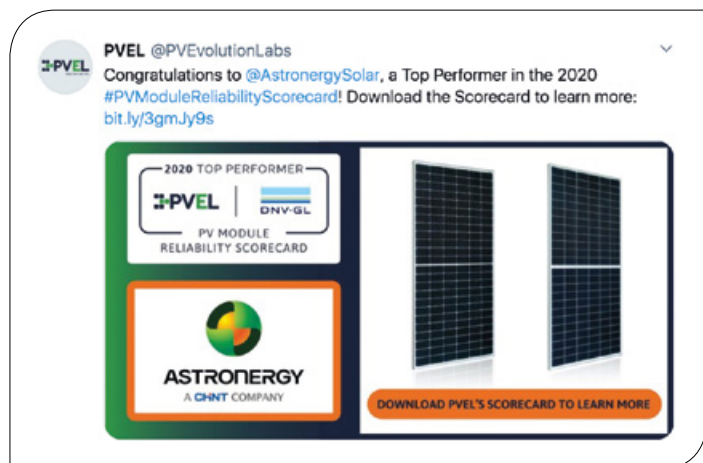 PVEL
PVEL @PVEvolutionLabs
Congratulations to @AstronergySolar, a Top Performer in the 2020
#PVModuleReliabilityScorecard! Download the Scorecard to learn more:
bit.ly/3gmJy9s
2020 TOP PERFORMER
PVEL | DNV·GL
PV MODULE
RELIABILITY SCORECARD
ASTRONERGY
A CHNT COMPANY
DOWNLOAD PVEL'S SCORECARD TO LEARN MORE